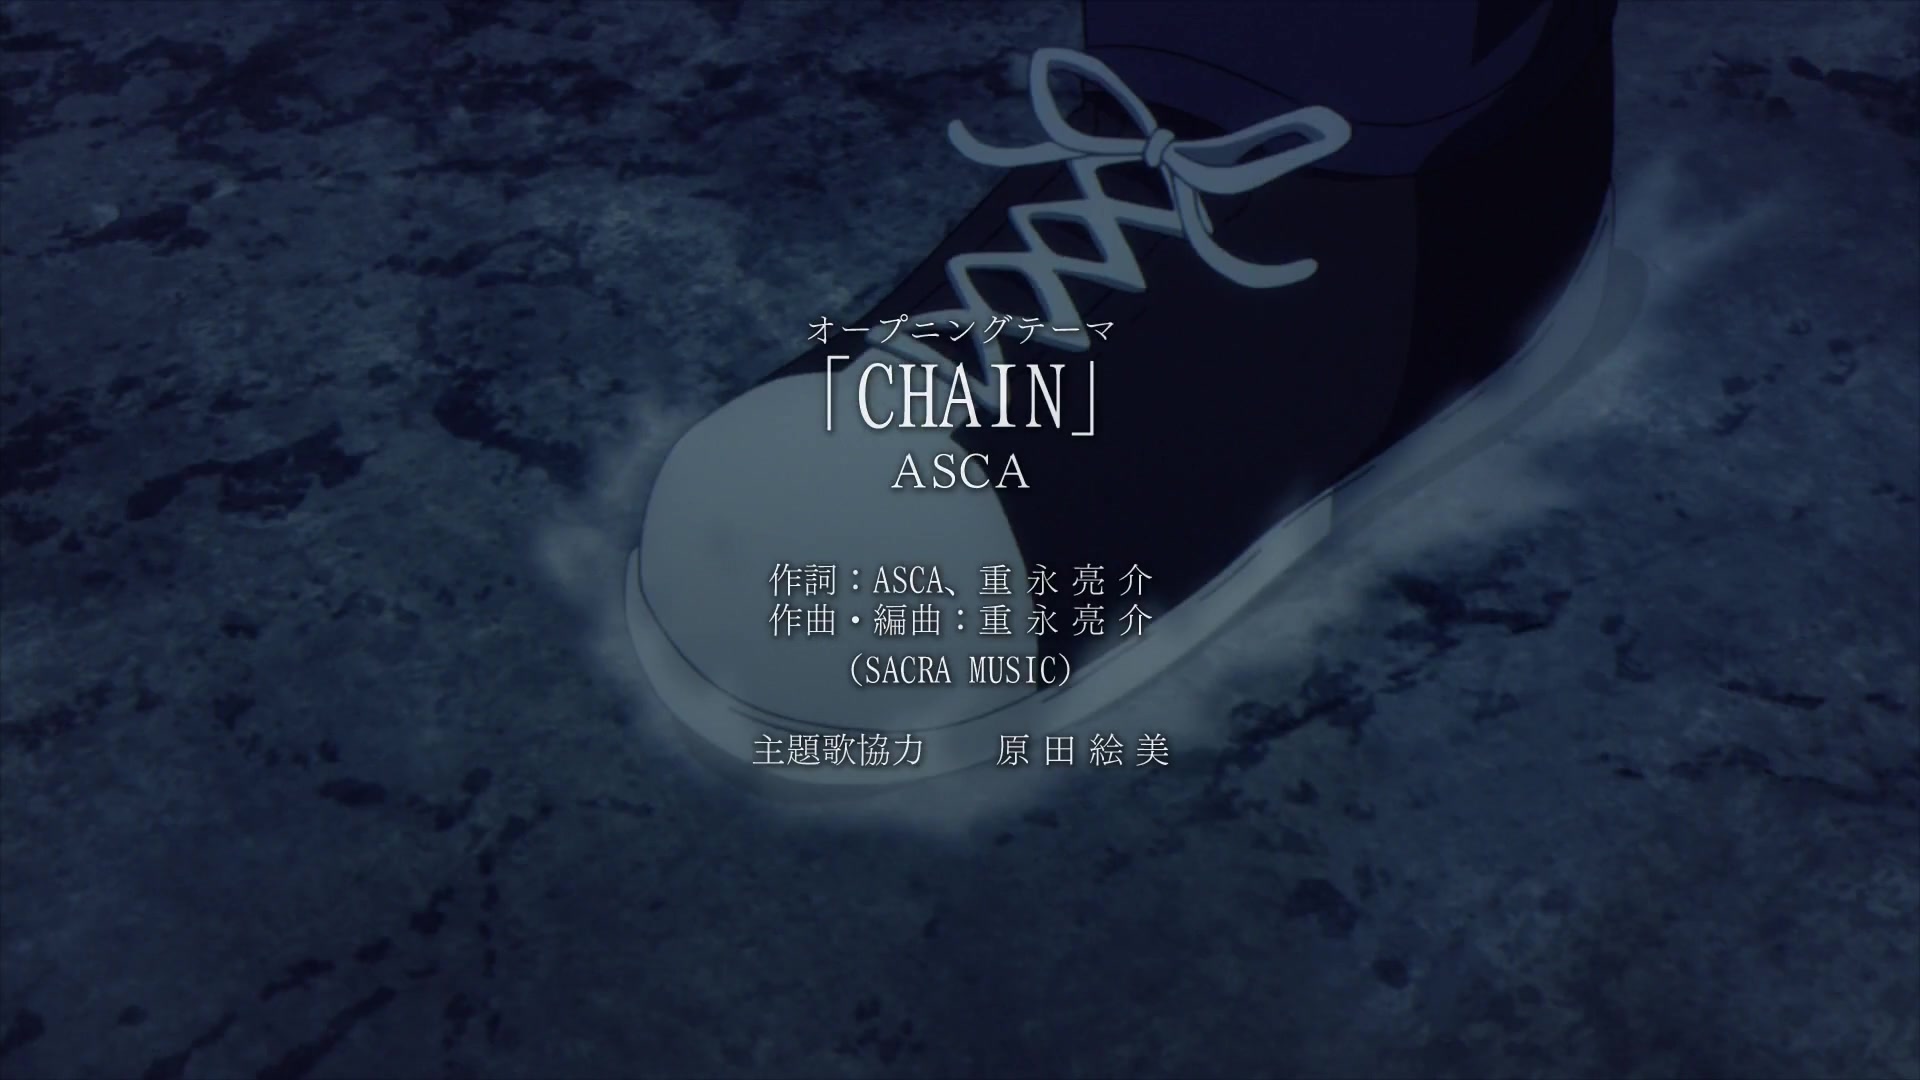 オープニングテーマ
「CHAIN」
ASCA
作詞：ASCA、重永亮介
作曲・編曲：重永亮介
（SACRA MUSIC）
主題歌協力　原田絵美